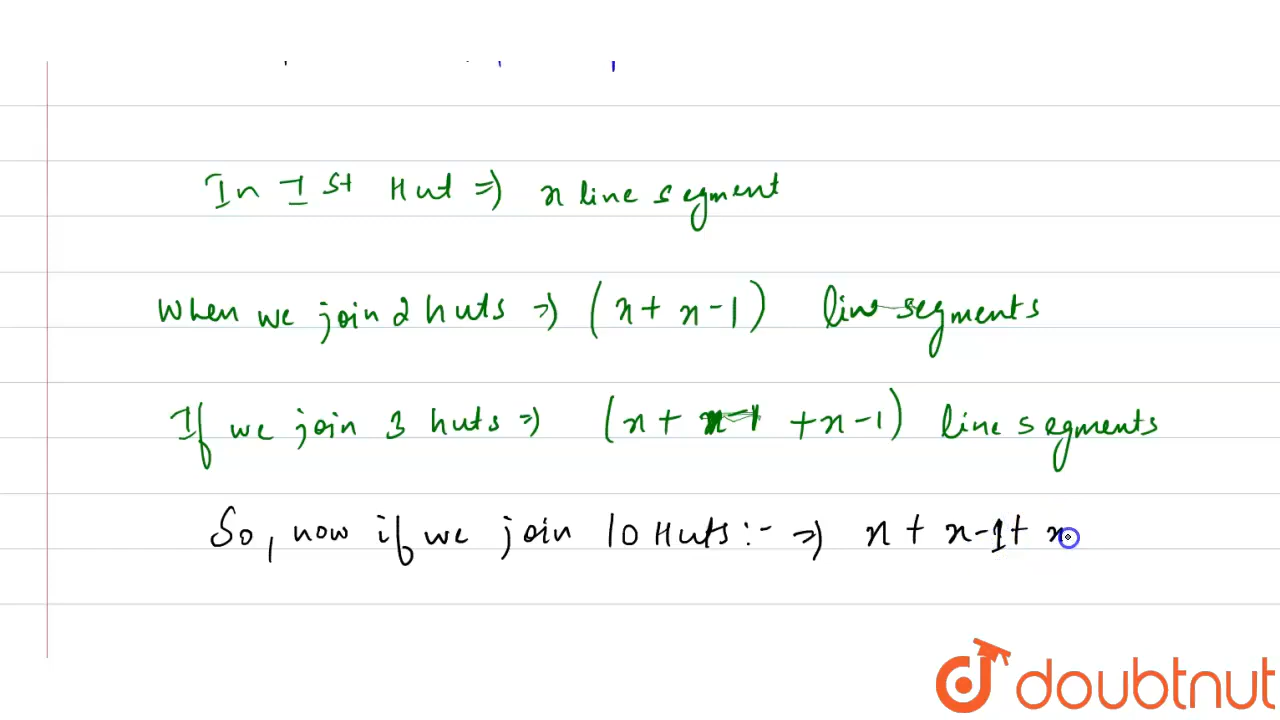 In Ist Hut ⇒ n line segment
When we join 2 huts ⇒ (n + n-1) line segments
If we join 3 huts ⇒ (n + n-1 + n-1) line segments
So, now if we join 10 Huts:- ⇒ n + n-1 + n
doubtnut